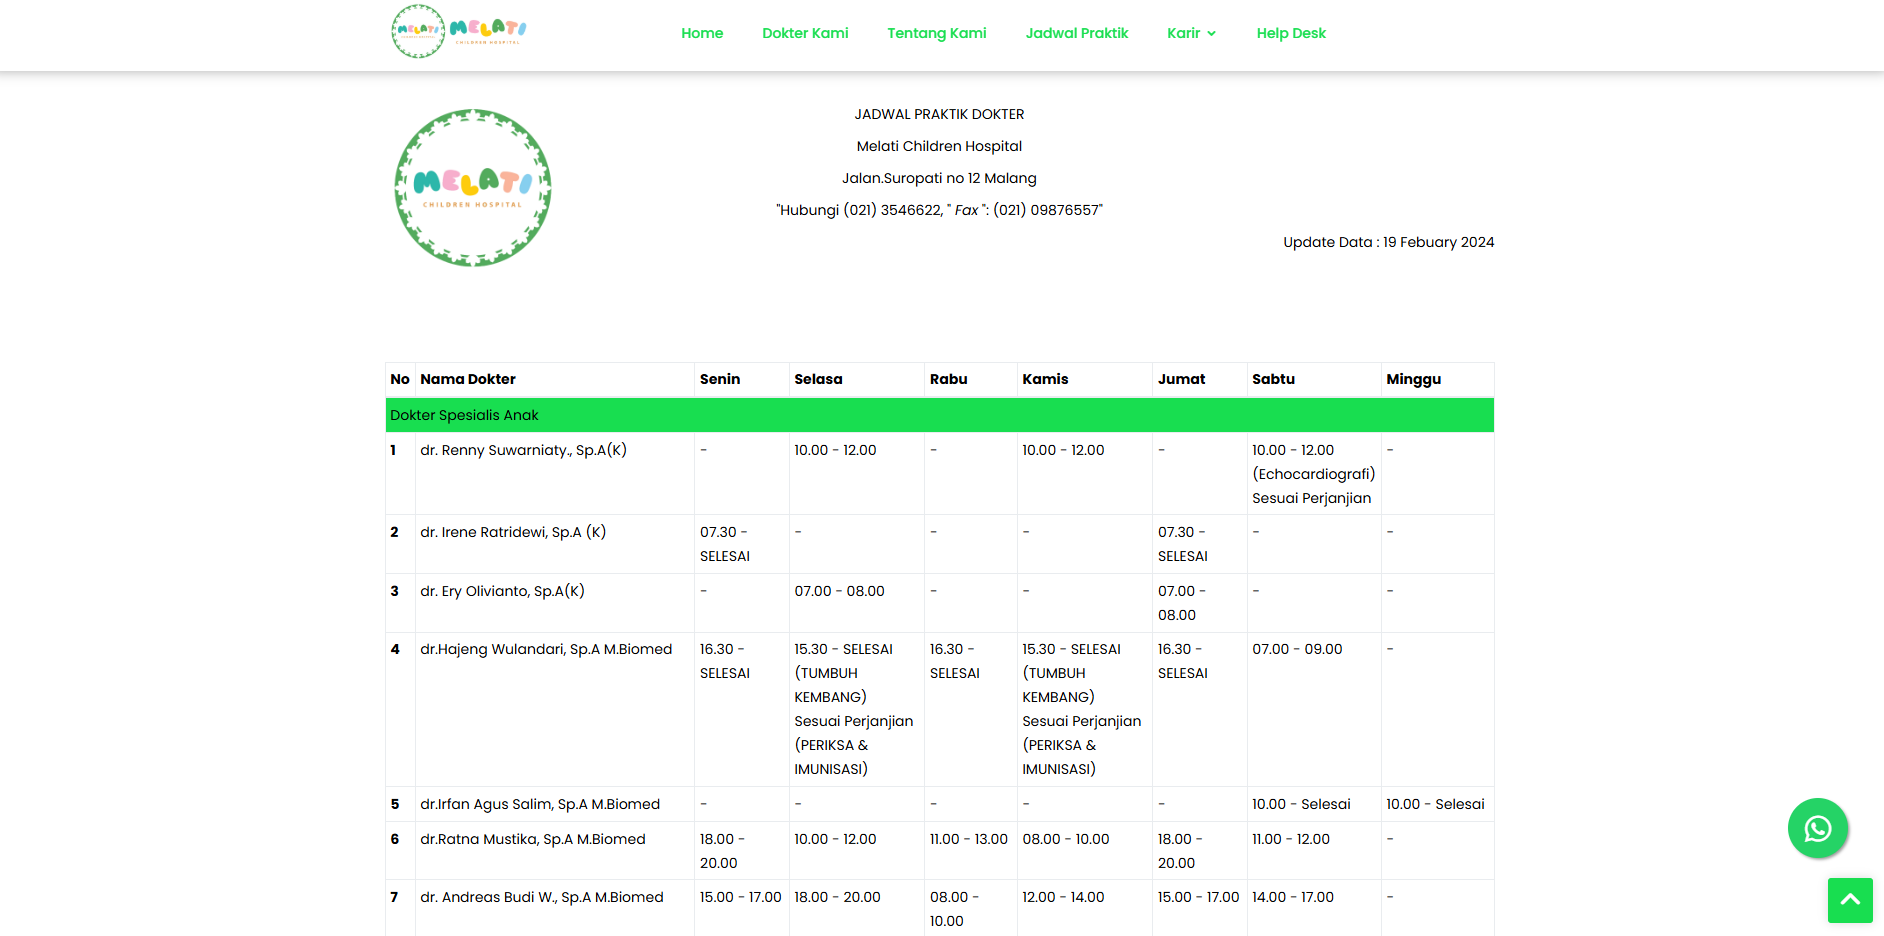 MELATI
CHILDREN HOSPITAL
MELATI
CHILDREN HOSPITAL
Home Dokter Kami Tentang Kami Jadwal Praktik Karir Help Desk
MELATI
CHILDREN HOSPITAL
JADWAL PRAKTIK DOKTER
Melati Children Hospital
Jalan.Suropati no 12 Malang
"Hubungi (021) 3546622, " Fax ": (021) 09876557"
Update Data : 19 Febuary 2024
No Nama Dokter Senin Selasa Rabu Kamis Jumat Sabtu Minggu
Dokter Spesialis Anak
1 dr. Renny Suwarniaty., Sp.A(K) - 10.00 - 12.00 - 10.00 - 12.00 - 10.00 - 12.00 -
(Echocardiografi)
Sesuai Perjanjian
2 dr. Irene Ratridewi, Sp.A (K) 07.30 - - - - 07.30 - - -
SELESAI SELESAI
3 dr. Ery Olivianto, Sp.A(K) - 07.00 - 08.00 - - 07.00 - - -
08.00
4 dr.Hajeng Wulandari, Sp.A M.Biomed 16.30 - 15.30 - SELESAI 16.30 - 15.30 - SELESAI 16.30 - 07.00 - 09.00 -
SELESAI (TUMBUH SELESAI (TUMBUH SELESAI
KEMBANG) KEMBANG)
Sesuai Perjanjian Sesuai Perjanjian
(PERIKSA & (PERIKSA &
IMUNISASI) IMUNISASI)
5 dr.Irfan Agus Salim, Sp.A M.Biomed - - - - - 10.00 - Selesai 10.00 - Selesai
6 dr.Ratna Mustika, Sp.A M.Biomed 18.00 - 10.00 - 12.00 11.00 - 13.00 08.00 - 10.00 18.00 - 11.00 - 12.00 -
20.00 20.00
7 dr. Andreas Budi W., Sp.A M.Biomed 15.00 - 17.00 18.00 - 20.00 08.00 - 12.00 - 14.00 15.00 - 17.00 14.00 - 17.00 -
10.00